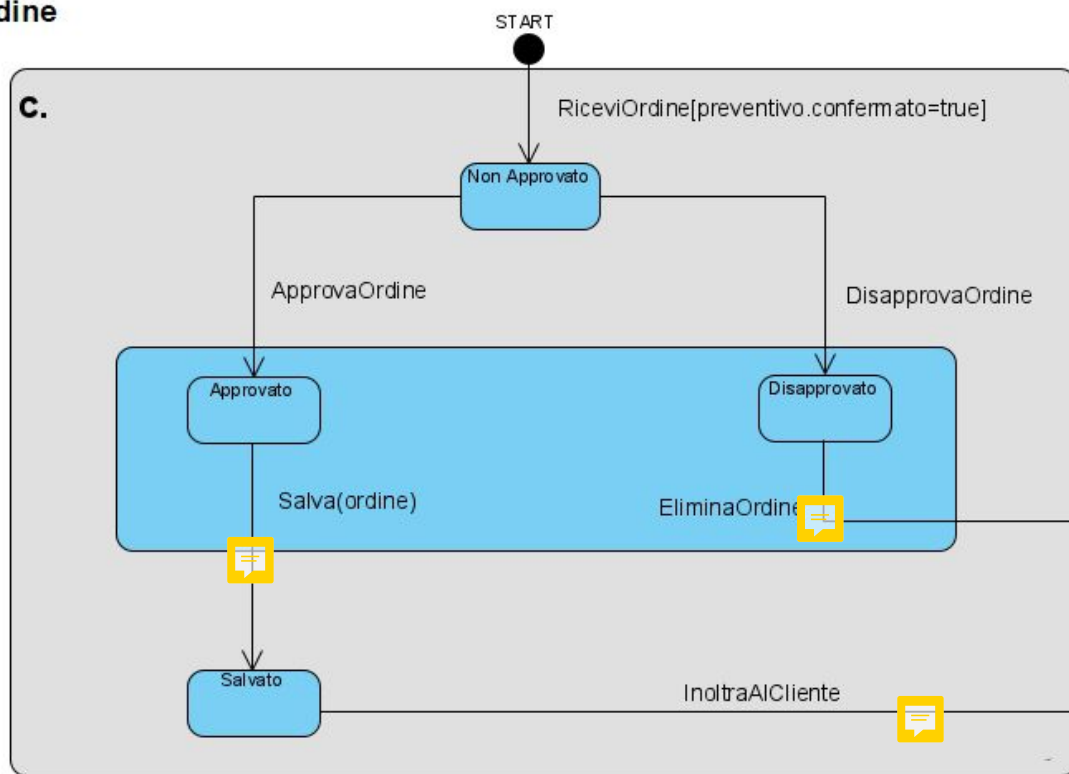 dine
START
c.
RiceviOrdine[preventivo.confermato=true]
Non Approvato
ApprovaOrdine
DisapprovaOrdine
Approvato
Disapprovato
Salva(ordine)
EliminaOrdine
Salvato
InoltraAlCliente